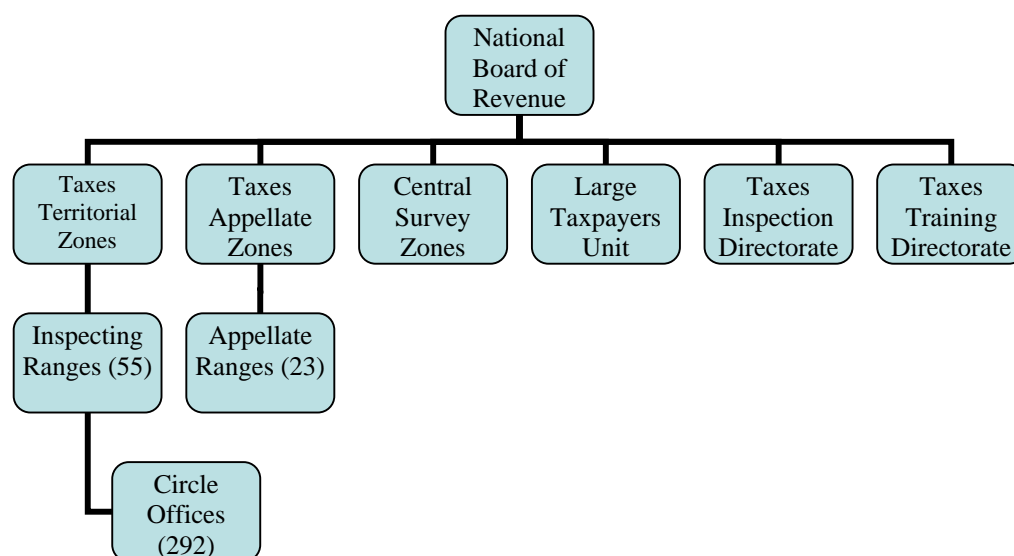 National
Board of
Revenue
Taxes
Territorial
Zones
Taxes
Appellate
Zones
Central
Survey
Zones
Large
Taxpayers
Unit
Taxes
Inspection
Directorate
Taxes
Training
Directorate
Inspecting
Ranges (55)
Appellate
Ranges (23)
Circle
Offices
(292)